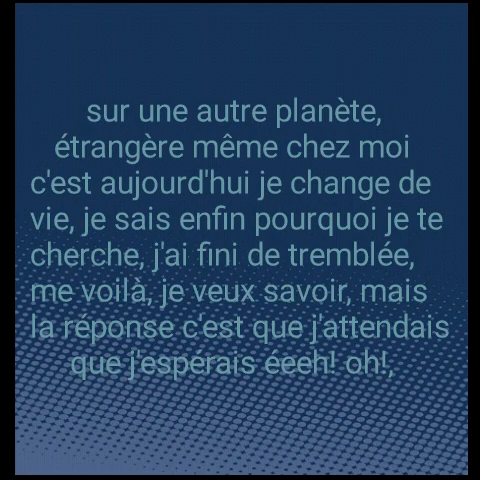 sur une autre planète,
étrangère même chez moi
c'est aujourd'hui je change de
vie, je sais enfin pourquoi je te
cherche, j'ai fini de tremblée,
me voilà, je veux savoir, mais
la réponse c'est que j'attendais
que j'espérais éeeh! oh!,